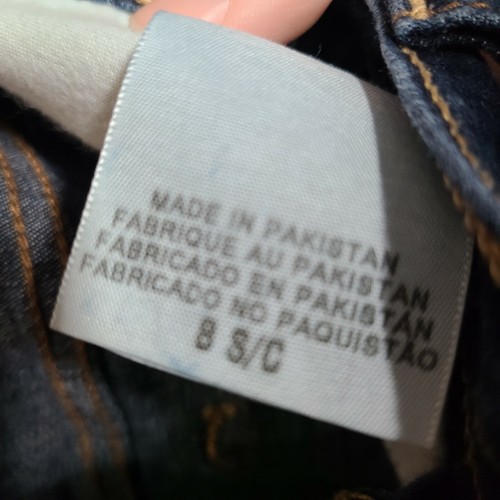 MADE IN PAKISTAN
FABRIQUE AU PAKISTAN
FABRICADO EN PAKISTAN
FABRICADO NO PAQUISTÃO
8 S/C